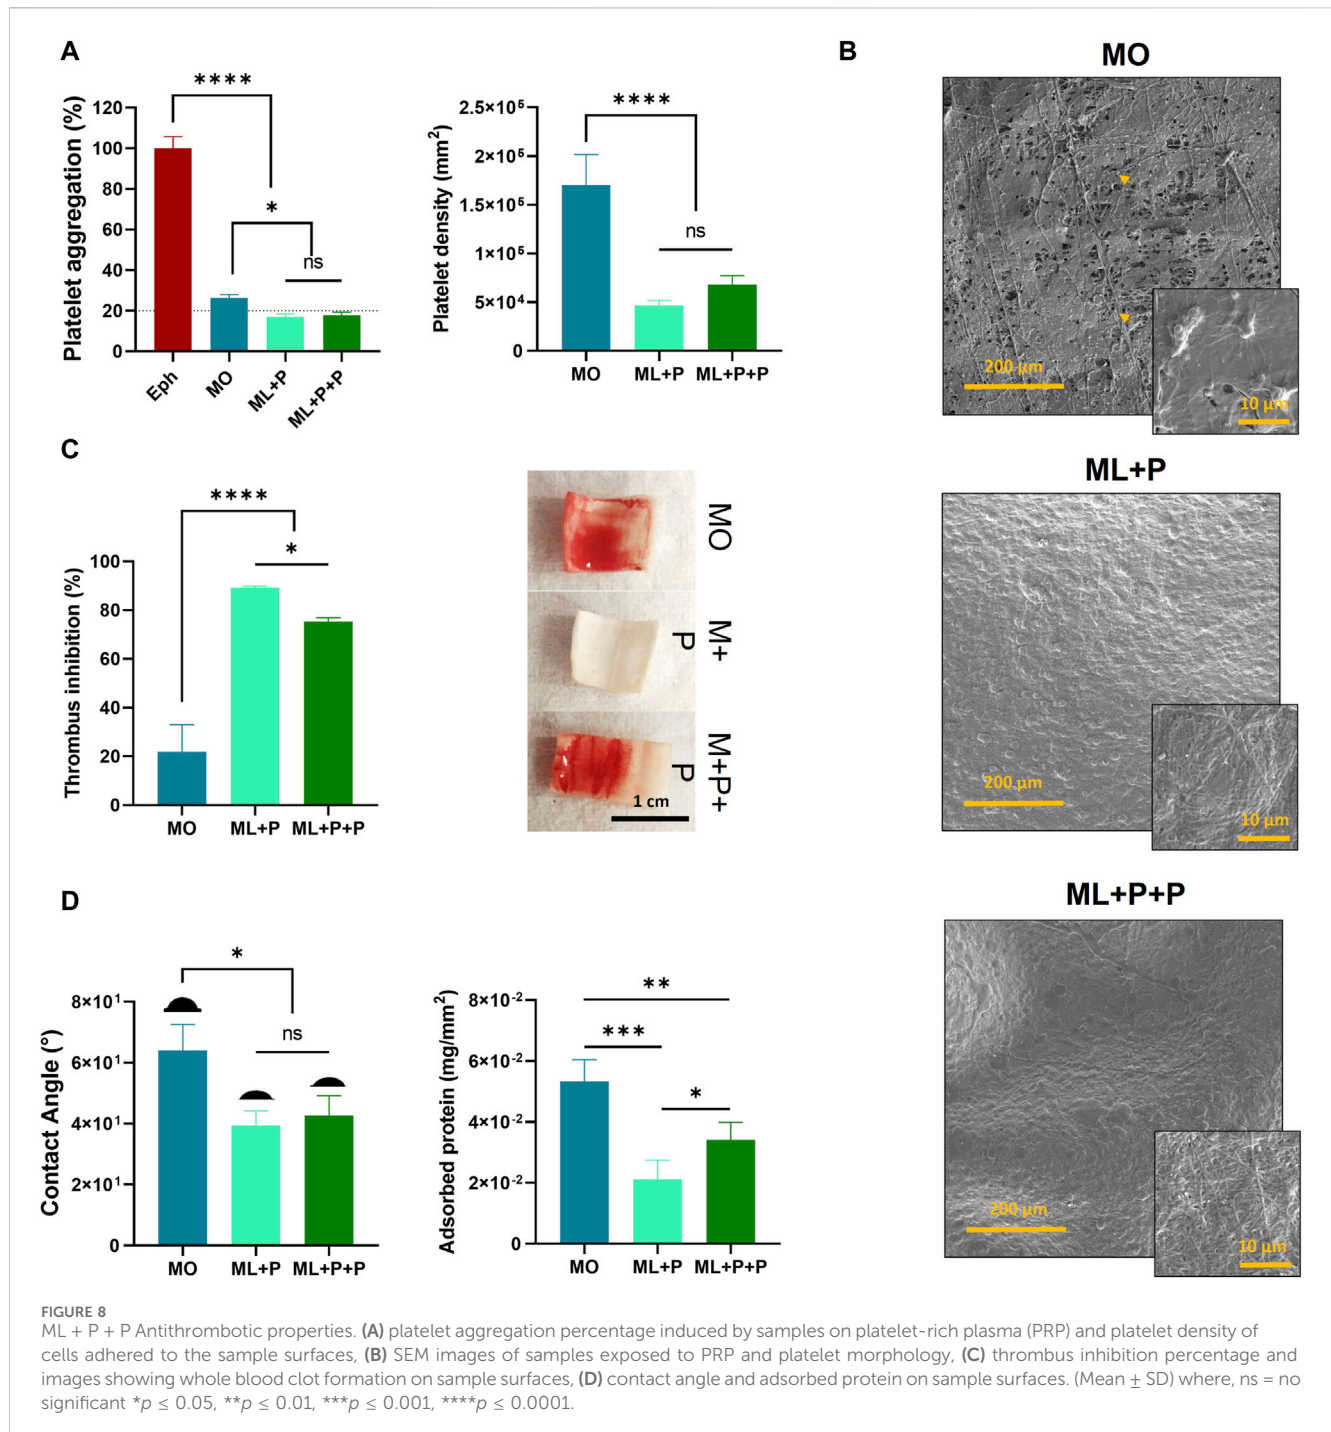 A
****
*
ns
Platelet aggregation (%)
120
100
80
60
40
20
0
Eph
MO
ML+P
ML+P+P
****
ns
Platelet density (mm²)
2.5×10⁵
2×10⁵
1.5×10⁵
1×10⁵
5×10⁴
0
MO
ML+P
ML+P+P
B
MO
200 µm
10 µm
ML+P
200 µm
10 µm
ML+P+P
200 µm
10 µm
C
****
*
Thrombus inhibition (%)
100
80
60
40
20
0
MO
ML+P
ML+P+P
MO
M+
P
M+P+
P
1 cm
D
*
ns
Contact Angle (°)
8×10¹
6×10¹
4×10¹
2×10¹
0
MO
ML+P
ML+P+P
**
***
*
Adsorbed protein (mg/mm²)
8×10⁻²
6×10⁻²
4×10⁻²
2×10⁻²
0
MO
ML+P
ML+P+P
FIGURE 8
ML + P + P Antithrombotic properties. (A) platelet aggregation percentage induced by samples on platelet-rich plasma (PRP) and platelet density of
cells adhered to the sample surfaces, (B) SEM images of samples exposed to PRP and platelet morphology, (C) thrombus inhibition percentage and
images showing whole blood clot formation on sample surfaces, (D) contact angle and adsorbed protein on sample surfaces. (Mean ± SD) where, ns = no
significant *p ≤ 0.05, **p ≤ 0.01, ***p ≤ 0.001, ****p ≤ 0.0001.